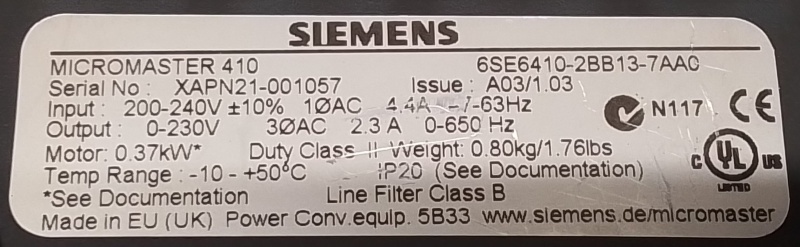 SIEMENS
MICROMASTER 410 6SE6410-2BB13-7AA0
Serial No : XAPN21-001057 Issue : A03/1.03
Input : 200-240V ±10% 1ØAC 4.4A -/-63Hz
Output : 0-230V 3ØAC 2.3 A 0-650 Hz
N117 CE
Motor: 0.37kW* Duty Class II Weight: 0.80kg/1.76lbs
Temp Range : -10 - +50°C IP20 (See Documentation)
C UL US
LISTED
*See Documentation Line Filter Class B
Made in EU (UK) Power Conv.equip. 5B33 www.siemens.de/micromaster